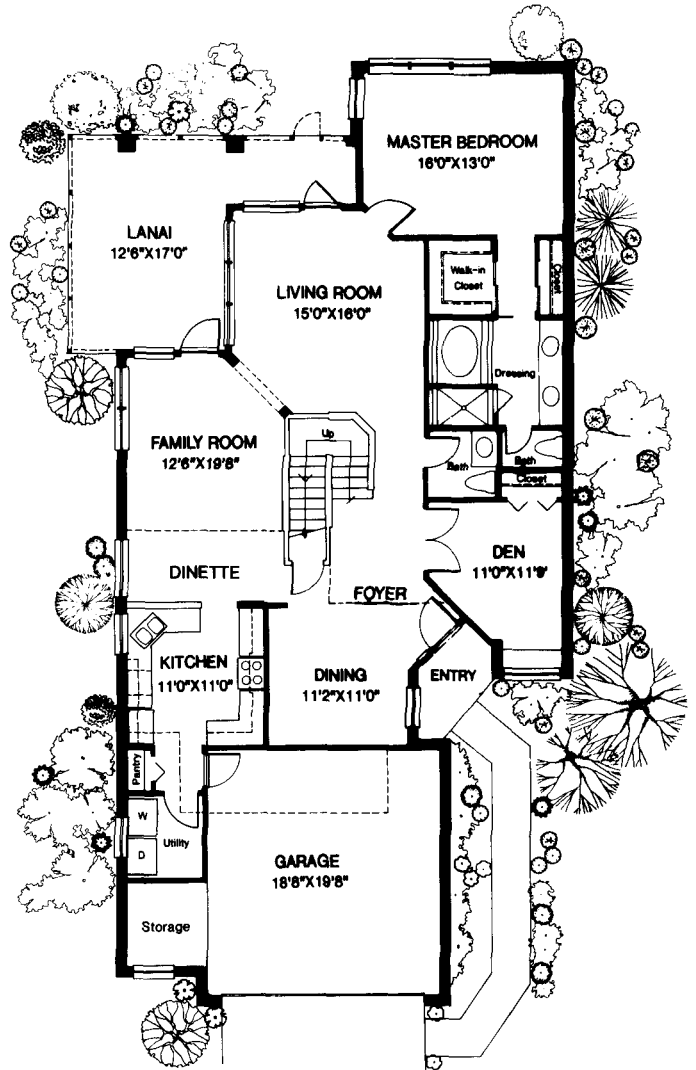 MASTER BEDROOM
16'0"X13'0"
LANAI
12'6"X17'0"
Walk-in
Closet
Closet
LIVING ROOM
15'0"X16'0"
Dressing
Up
FAMILY ROOM
12'6"X19'8"
Bath
Bath
Closet
DEN
11'0"X11'9'
DINETTE
FOYER
KITCHEN
11'0"X11'0"
DINING
11'2"X11'0"
ENTRY
Pantry
W
D
Utility
GARAGE
18'8"X19'8"
Storage